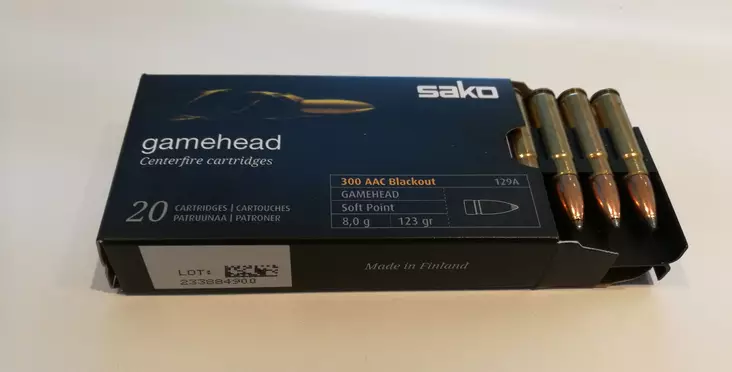 sako
gamehead
Centerfire cartridges
300 AAC Blackout 129A
GAMEHEAD
Soft Point
8,0 g 123 gr
20 CARTRIDGES | CARTOUCHES
PATRUUNAA | PATRONER
LOT:
233884900
Made in Finland